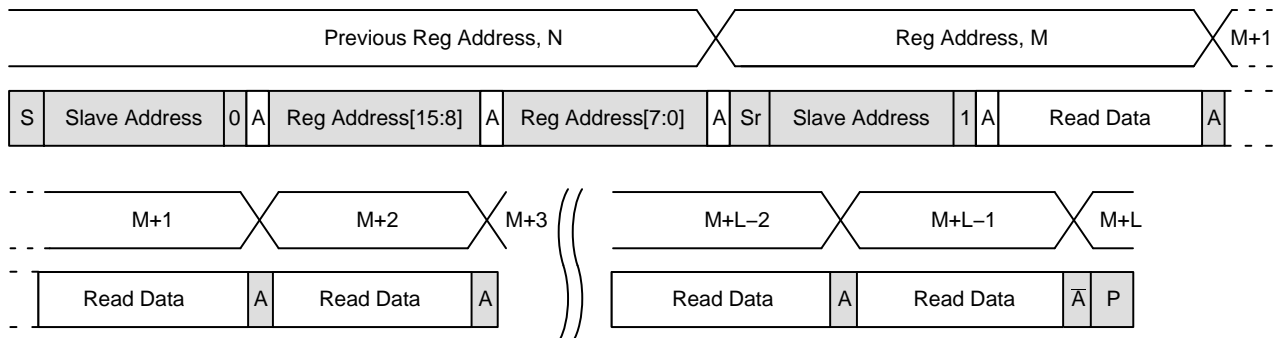 Previous Reg Address, N Reg Address, M M+1
S Slave Address 0 A Reg Address[15:8] A Reg Address[7:0] A Sr Slave Address 1 A Read Data A
M+1 M+2 M+3 M+L–2 M+L–1 M+L
Read Data A Read Data A Read Data A Read Data A̅ P